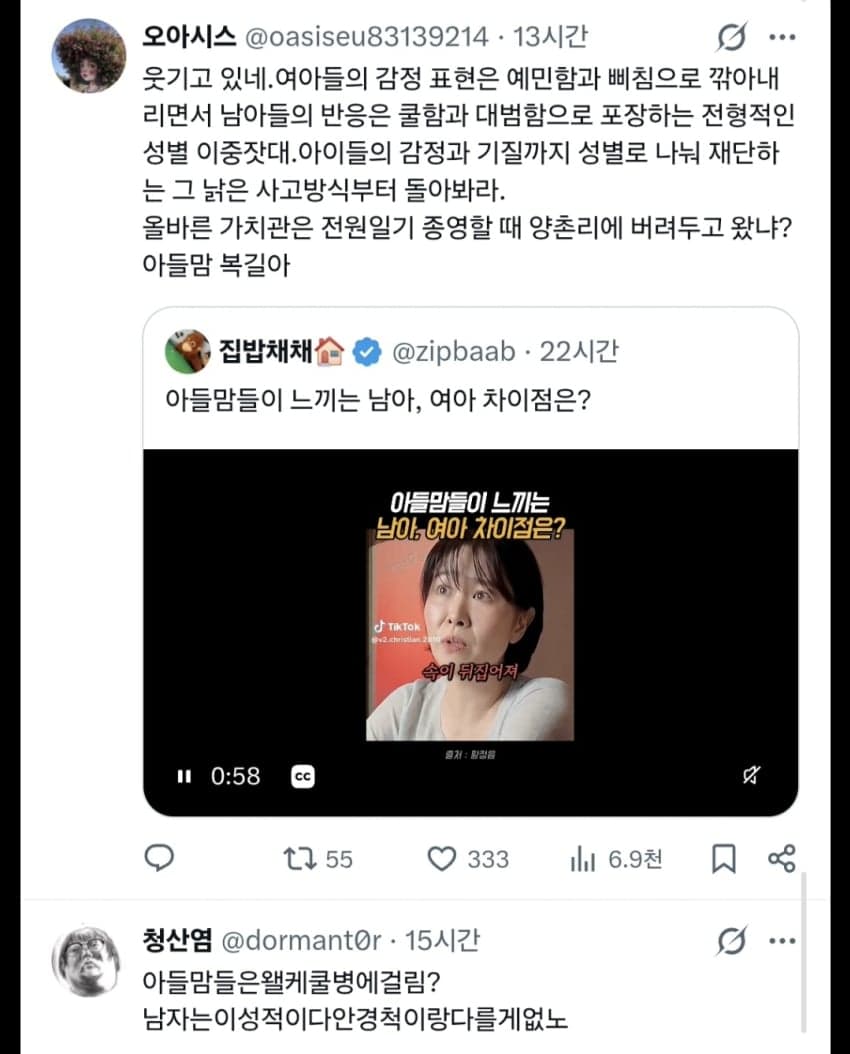 오아시스 @oasiseu83139214 · 13시간
웃기고 있네.여아들의 감정 표현은 예민함과 삐침으로 깎아내
리면서 남아들의 반응은 쿨함과 대범함으로 포장하는 전형적인
성별 이중잣대.아이들의 감정과 기질까지 성별로 나눠 재단하
는 그 낡은 사고방식부터 돌아봐라.
올바른 가치관은 전원일기 종영할 때 양촌리에 버려두고 왔냐?
아들맘 복길아
집밥채채 @zipbaab · 22시간
아들맘들이 느끼는 남아, 여아 차이점은?
아들맘들이 느끼는
남아, 여아 차이점은?
TikTok
속이 뒤집어져
출처 : 황정음
0:58
CC
55
333
6.9천
청산염 @dormant0r · 15시간
아들맘들은왤케쿨병에걸림?
남자는이성적이다안경척이랑다를게없노